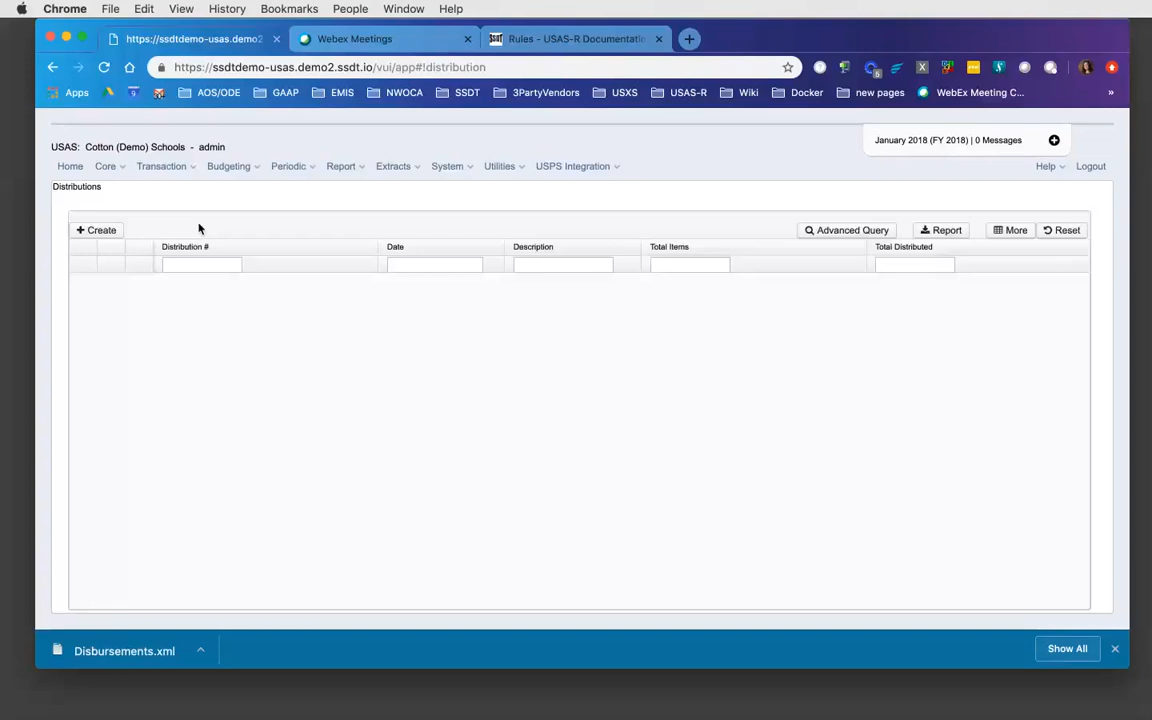 Chrome File Edit View History Bookmarks People Window Help
https://ssdtdemo-usas.demo2 Webex Meetings Rules - USAS-R Documentatio
https://ssdtdemo-usas.demo2.ssdt.io/vui/app#!distribution
Apps AOS/ODE GAAP EMIS NWOCA SSDT 3PartyVendors USXS USAS-R Wiki Docker new pages WebEx Meeting C... »
January 2018 (FY 2018) | 0 Messages
USAS: Cotton (Demo) Schools - admin
Home Core Transaction Budgeting Periodic Report Extracts System Utilities USPS Integration Help Logout
Distributions
Create Advanced Query Report More Reset
Distribution # Date Description Total Items Total Distributed
Disbursements.xml Show All